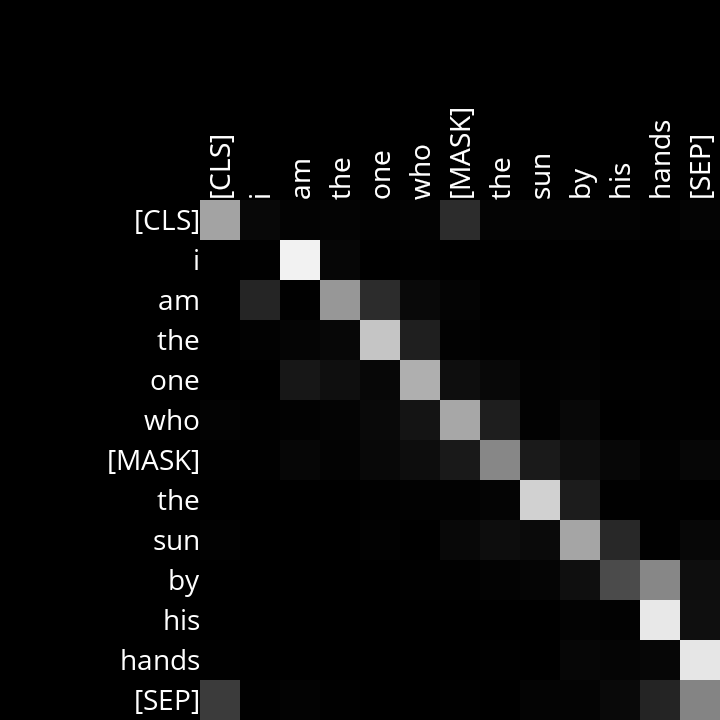 [CLS] i am the one who [MASK] the sun by his hands [SEP]
[CLS]
i
am
the
one
who
[MASK]
the
sun
by
his
hands
[SEP]